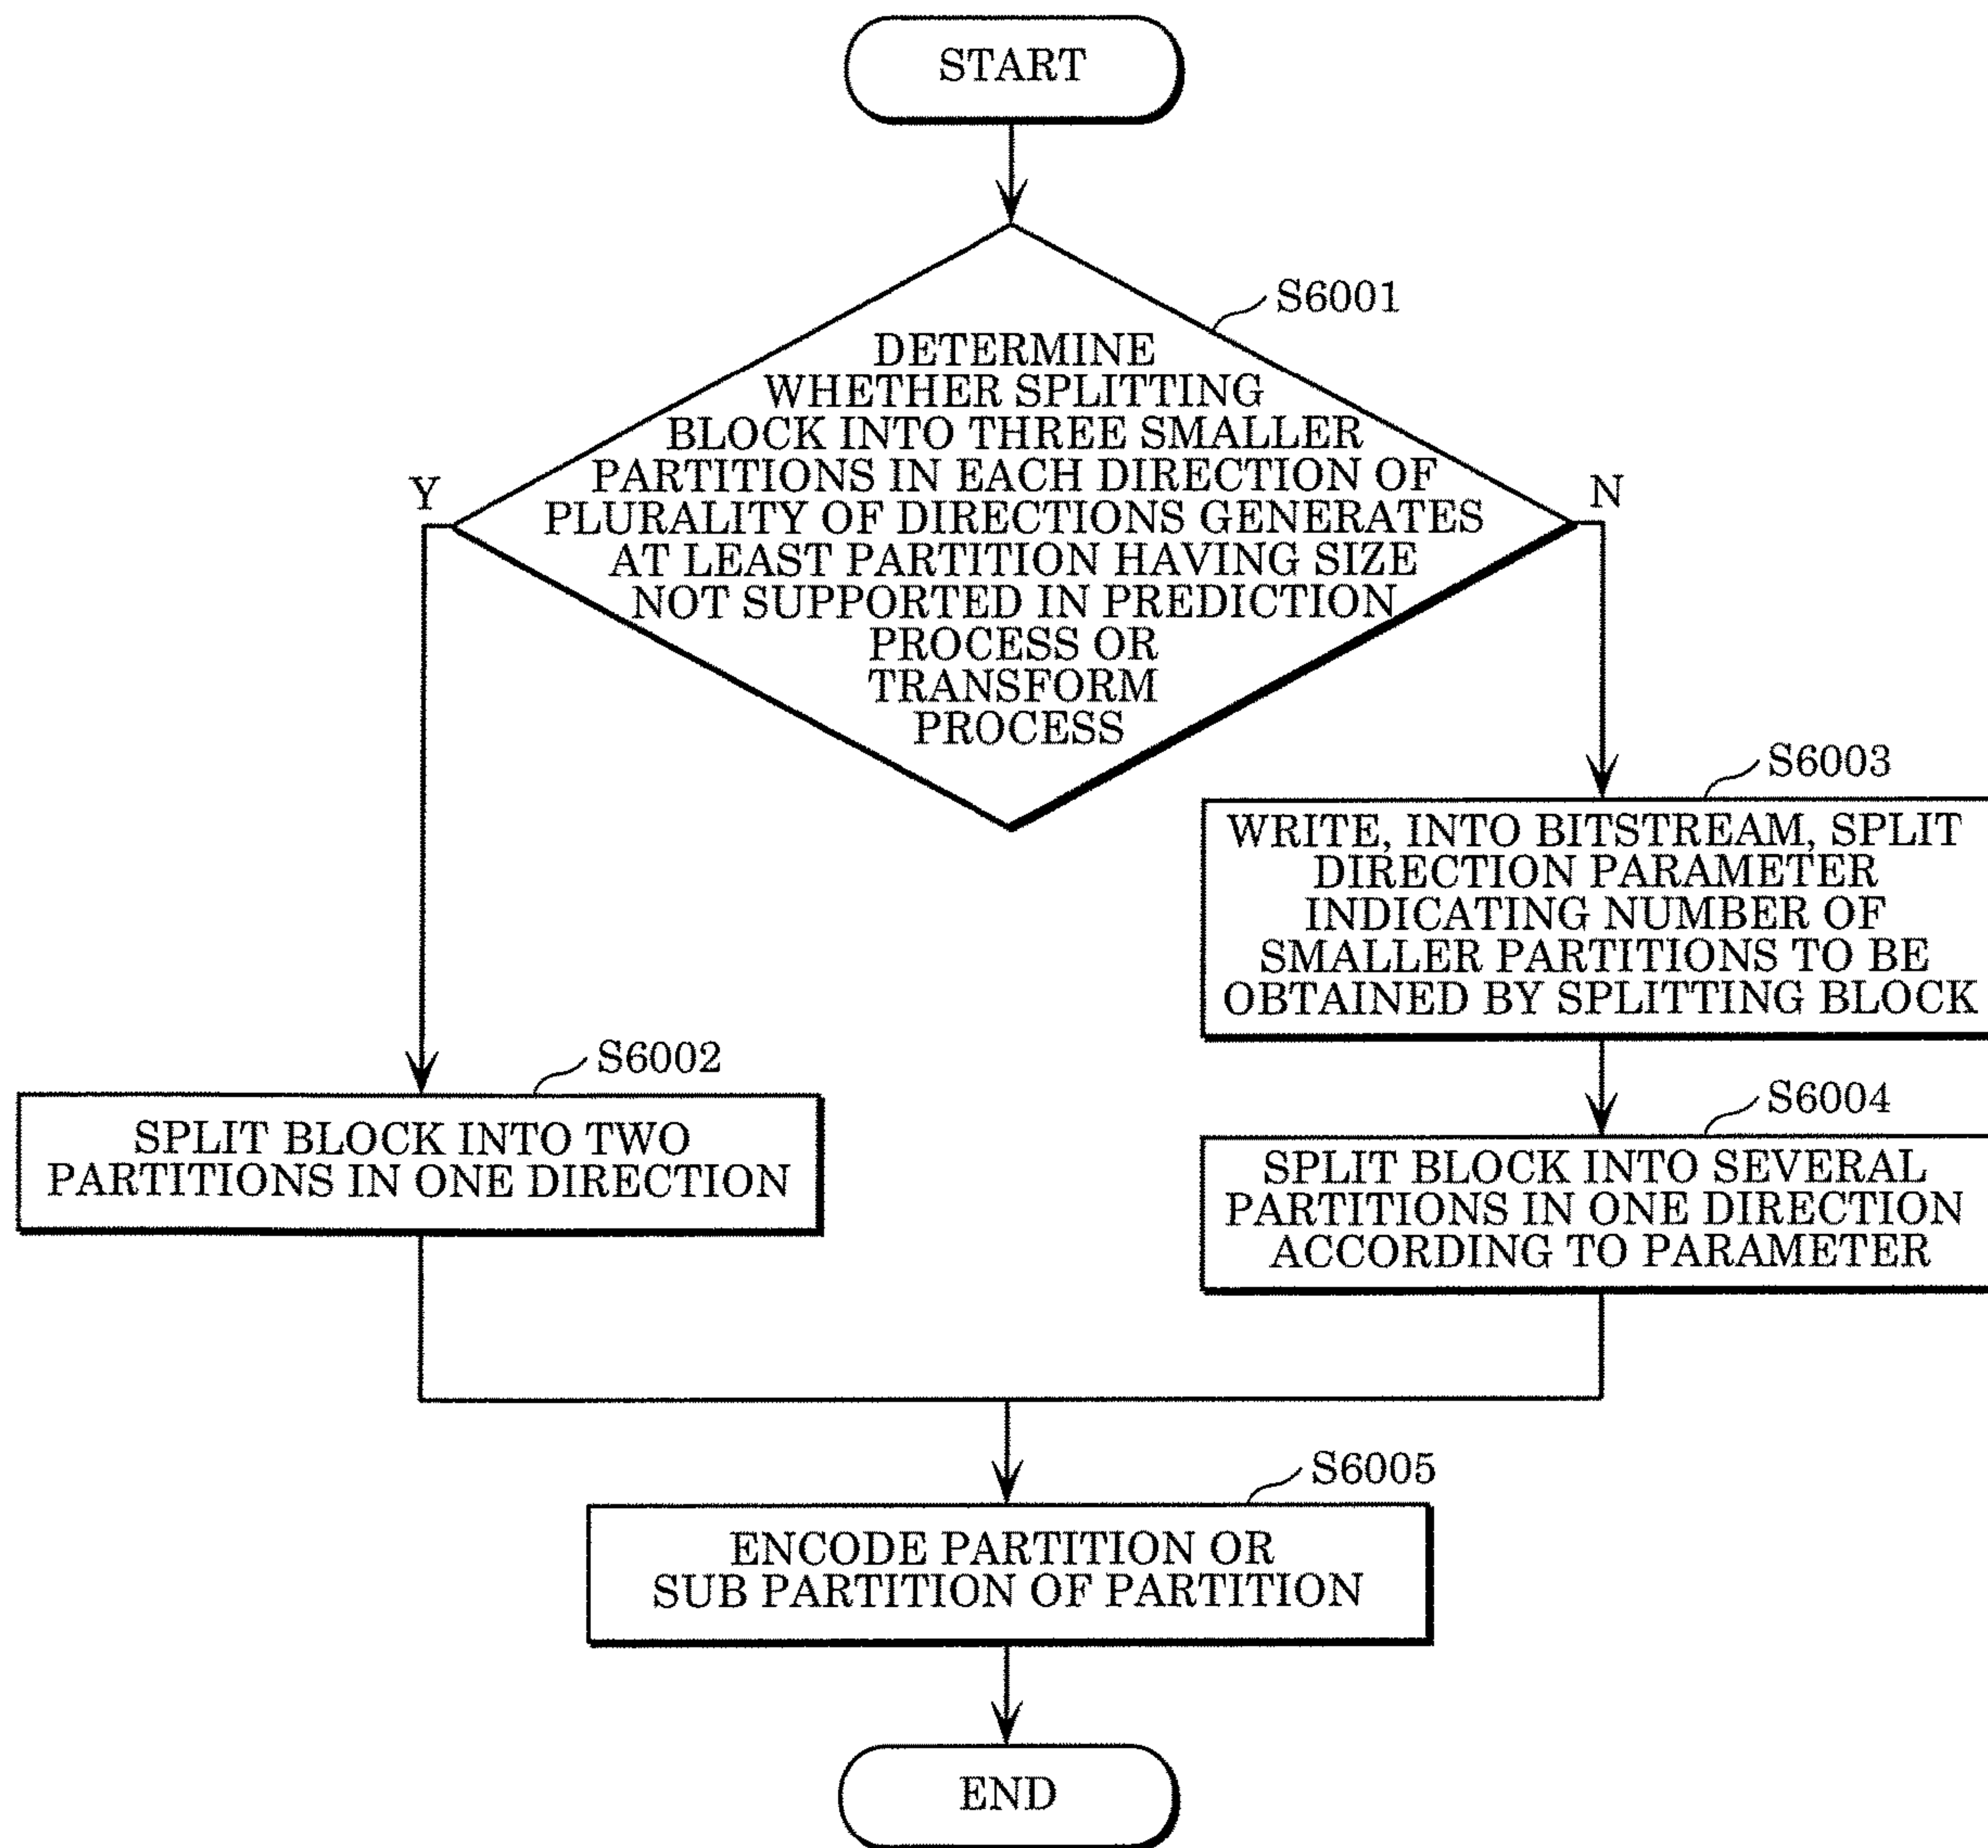 START
S6001
DETERMINE
WHETHER SPLITTING
BLOCK INTO THREE SMALLER
PARTITIONS IN EACH DIRECTION OF
PLURALITY OF DIRECTIONS GENERATES
AT LEAST PARTITION HAVING SIZE
NOT SUPPORTED IN PREDICTION
PROCESS OR
TRANSFORM
PROCESS
Y
N
S6003
WRITE, INTO BITSTREAM, SPLIT
DIRECTION PARAMETER
INDICATING NUMBER OF
SMALLER PARTITIONS TO BE
OBTAINED BY SPLITTING BLOCK
S6002
SPLIT BLOCK INTO TWO
PARTITIONS IN ONE DIRECTION
S6004
SPLIT BLOCK INTO SEVERAL
PARTITIONS IN ONE DIRECTION
ACCORDING TO PARAMETER
S6005
ENCODE PARTITION OR
SUB PARTITION OF PARTITION
END